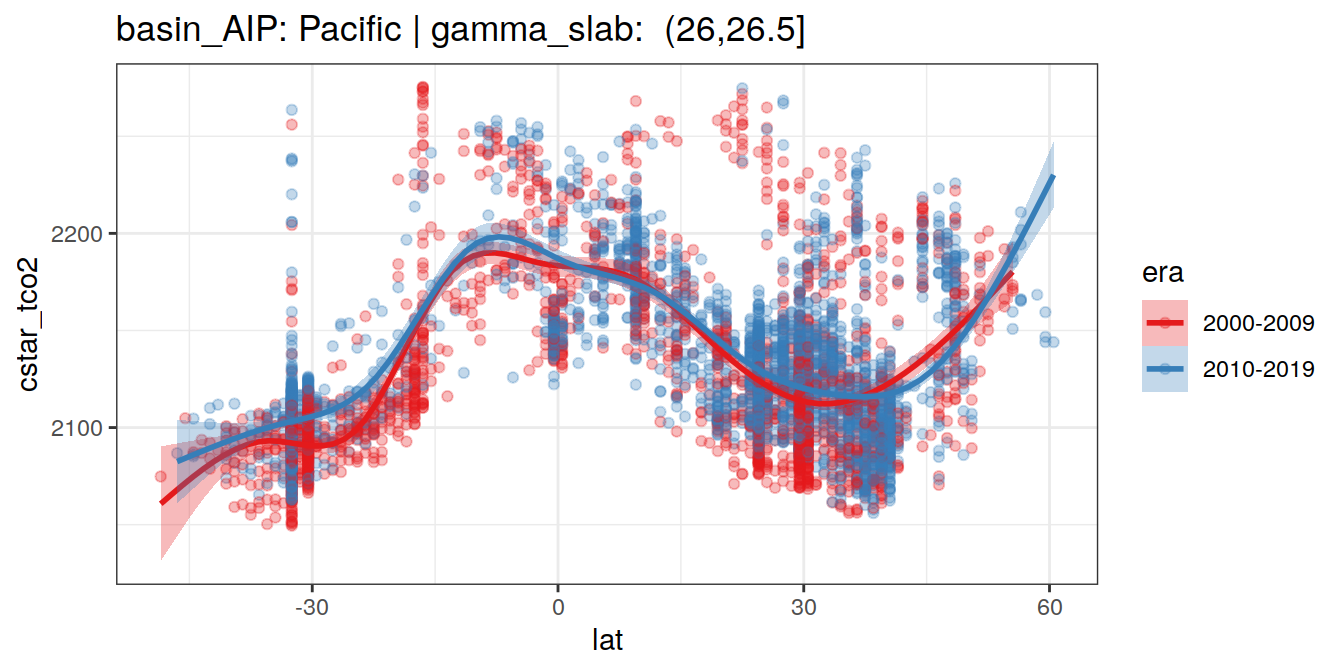 basin_AIP: Pacific | gamma_slab:  (26,26.5]
cstar_tco2
2200
2100
-30
0
30
60
lat
era
2000-2009
2010-2019